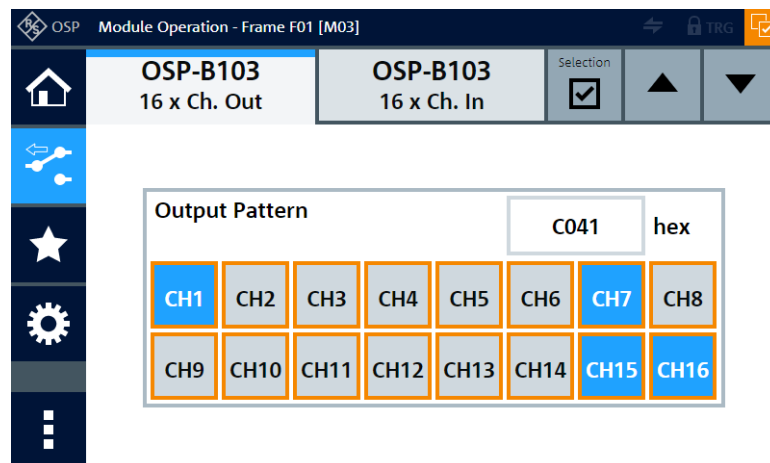 R&S OSP Module Operation - Frame F01 [M03] TRG
OSP-B103 OSP-B103 Selection
16 x Ch. Out 16 x Ch. In
Output Pattern C041 hex
CH1 CH2 CH3 CH4 CH5 CH6 CH7 CH8
CH9 CH10 CH11 CH12 CH13 CH14 CH15 CH16